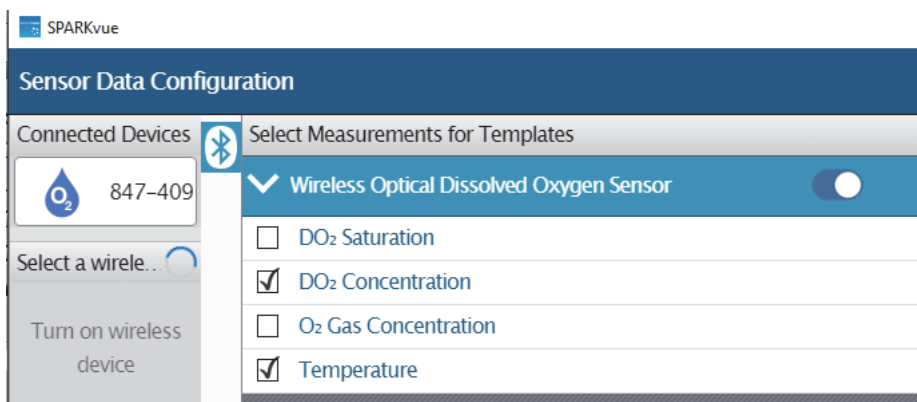 SPARKvue
Sensor Data Configuration
Connected Devices
O₂ 847–409
Select a wirele...
Turn on wireless
device
Select Measurements for Templates
Wireless Optical Dissolved Oxygen Sensor
DO₂ Saturation
DO₂ Concentration
O₂ Gas Concentration
Temperature